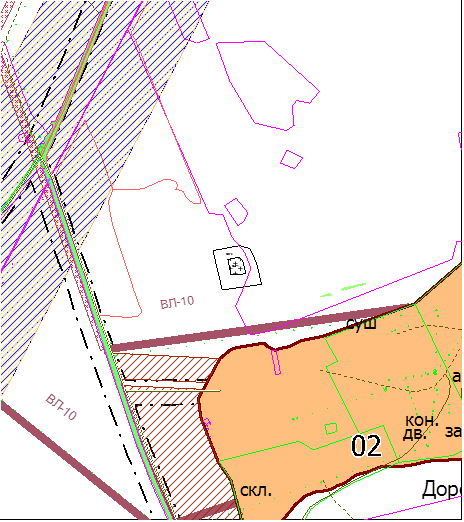 ВЛ-10
суш
а
ВЛ-10
кон.
дв.
за
02
скл.
Доро